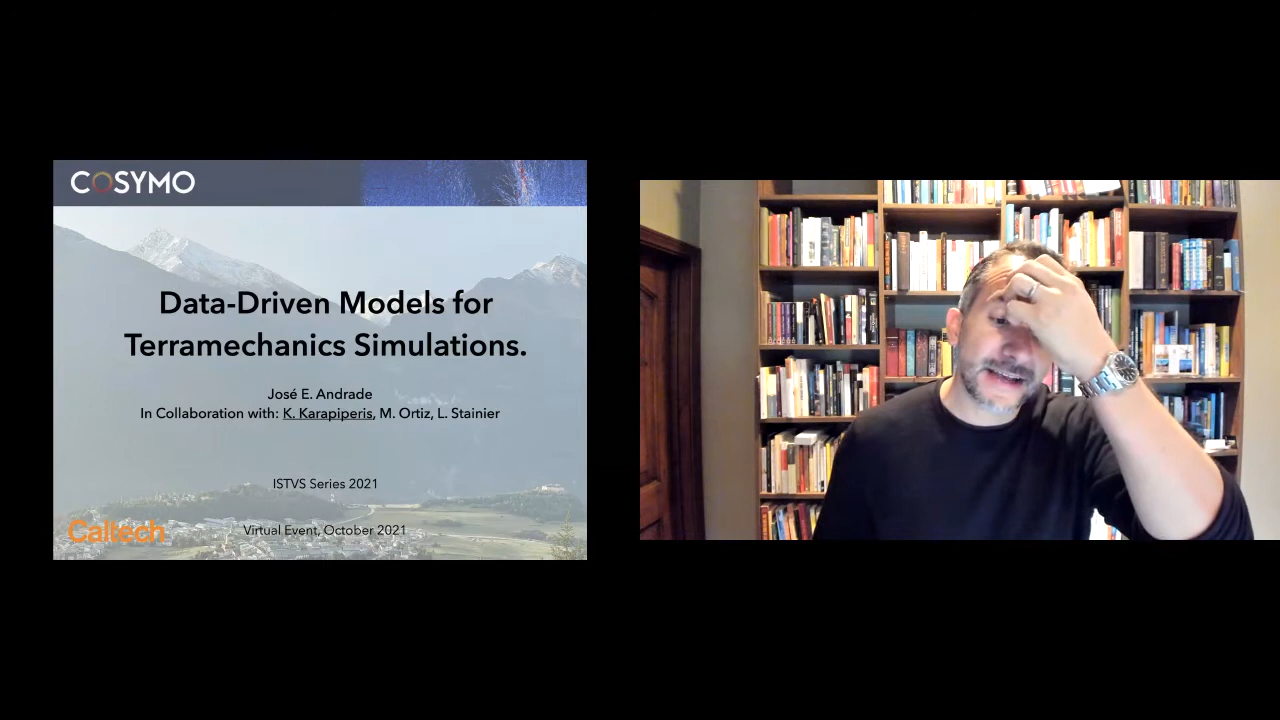 COSYMO
Data-Driven Models for
Terramechanics Simulations.
José E. Andrade
In Collaboration with: K. Karapiperis, M. Ortiz, L. Stainier
ISTVS Series 2021
Caltech
Virtual Event, October 2021